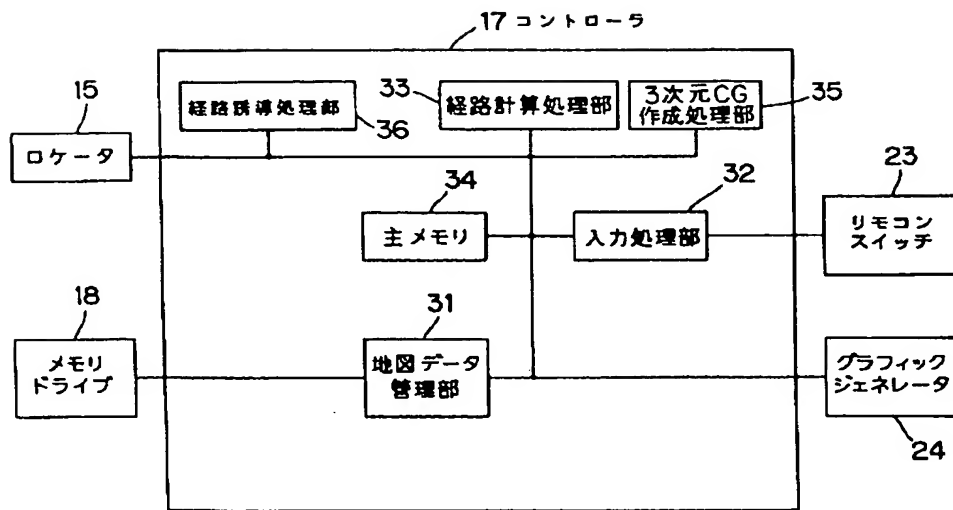 17 コントローラ
15
ロケータ
経路誘導処理部
36
33
経路計算処理部
3次元CG
作成処理部
35
34
主メモリ
32
入力処理部
23
リモコン
スイッチ
18
メモリ
ドライブ
31
地図データ
管理部
グラフィック
ジェネレータ
24